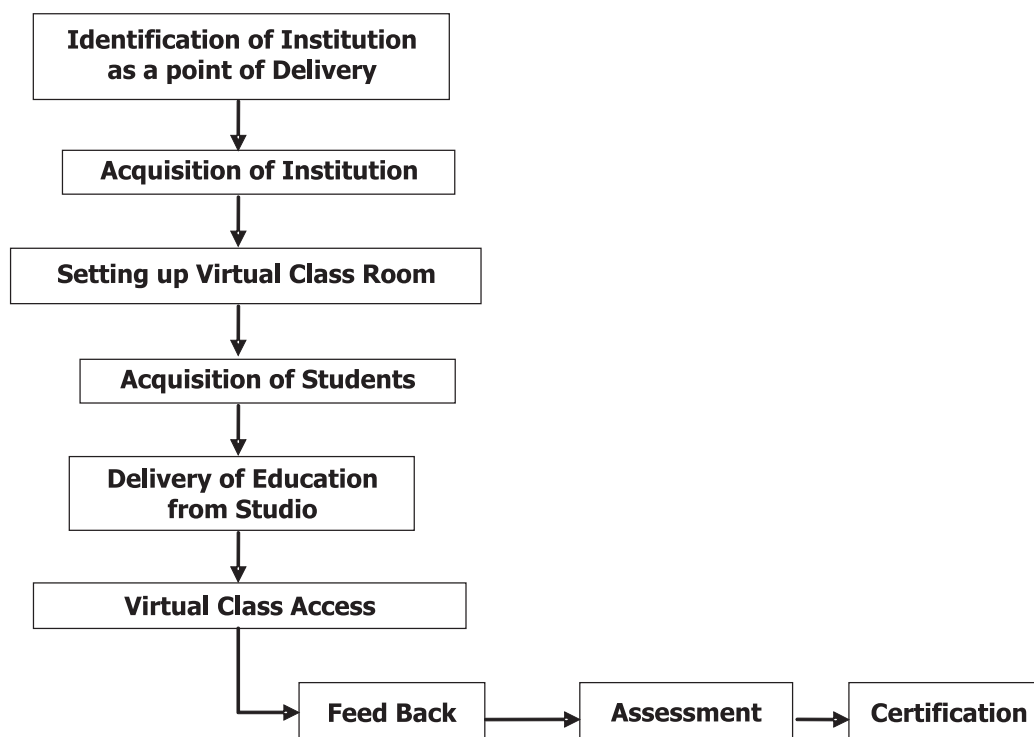 Identification of Institution
as a point of Delivery
Acquisition of Institution
Setting up Virtual Class Room
Acquisition of Students
Delivery of Education
from Studio
Virtual Class Access
Feed Back
Assessment
Certification